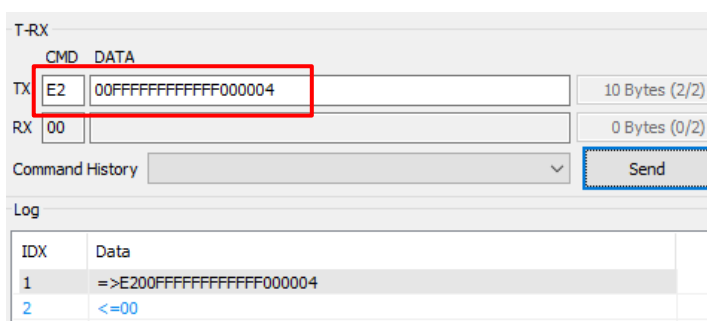 T-RX
CMD DATA
TX E2 00FFFFFFFFFFFF000004 10 Bytes (2/2)
RX 00 0 Bytes (0/2)
Command History Send
Log
IDX Data
1 =>E200FFFFFFFFFFFF000004
2 <=00